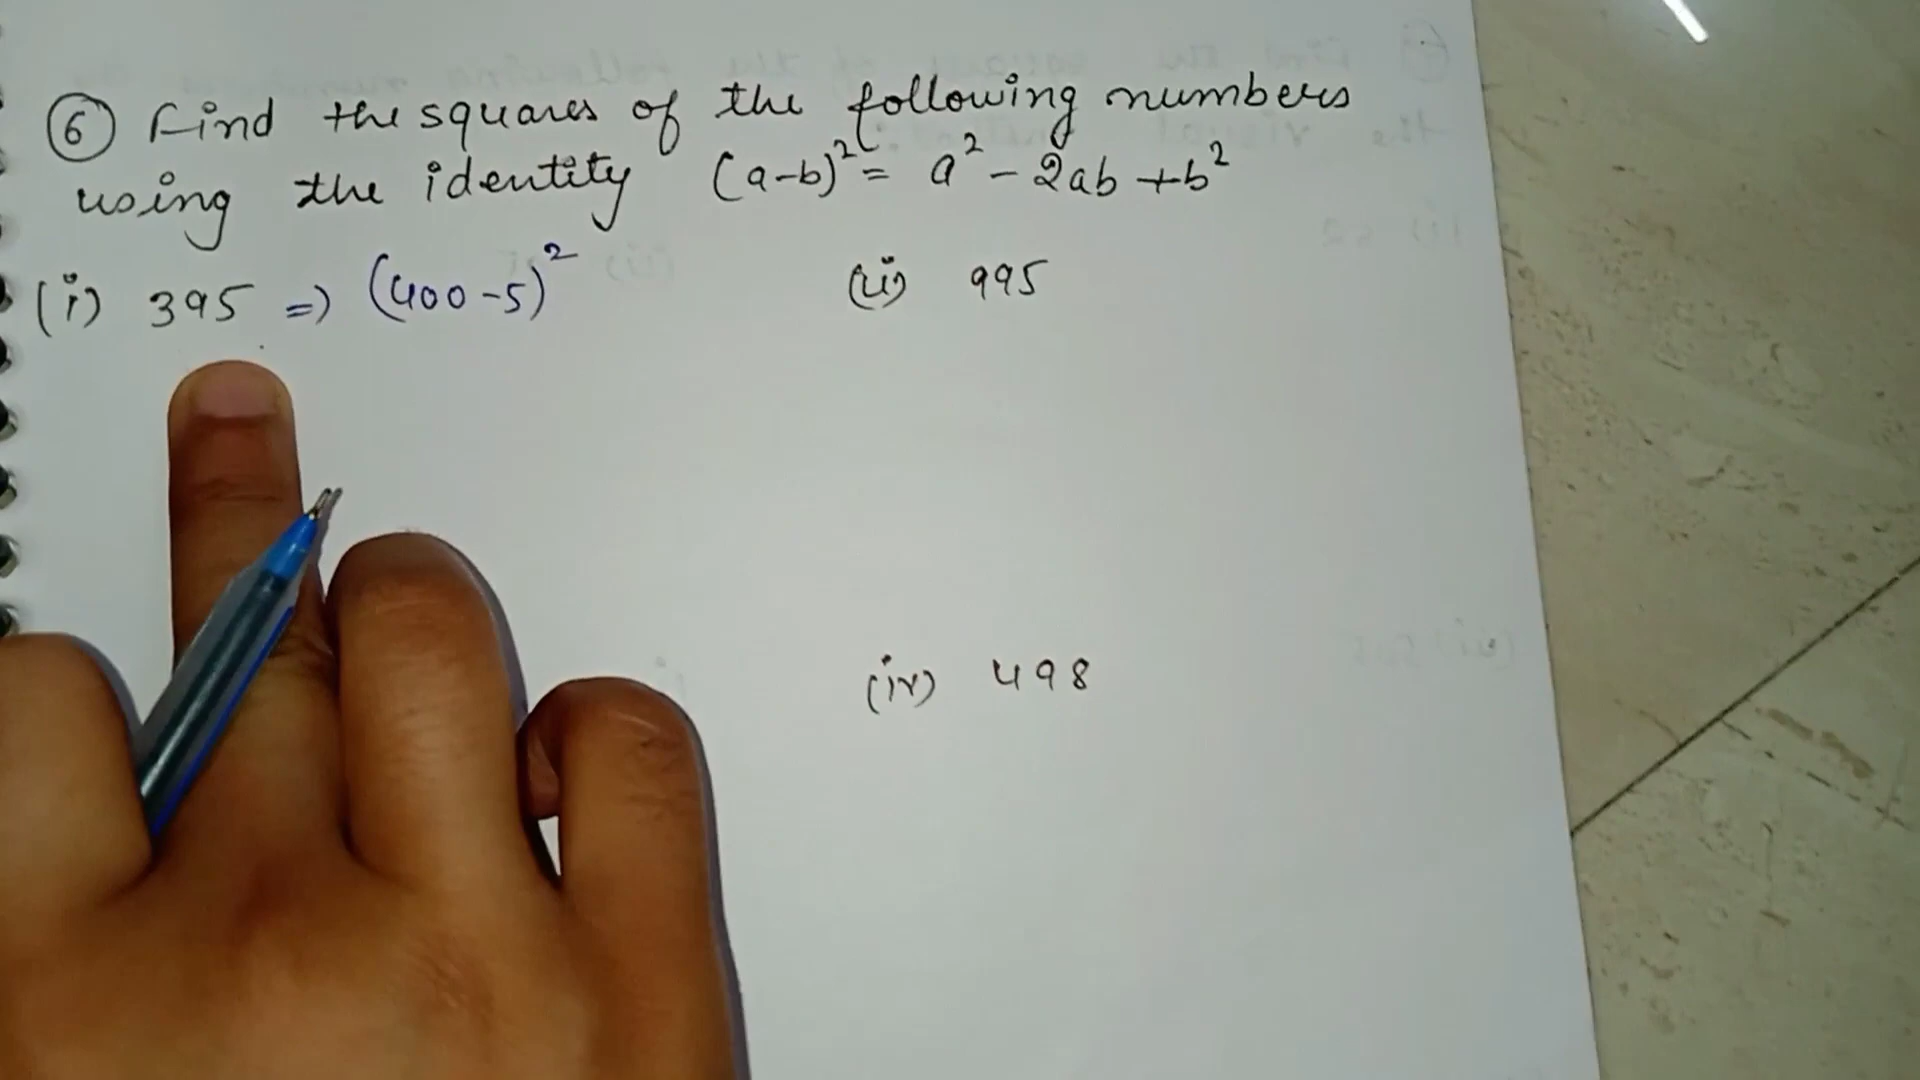 6 Find the squares of the following numbers
using the identity (a-b)² = a² - 2ab + b²
(i) 395 => (400-5)²
(ii) 995
(iv) 498